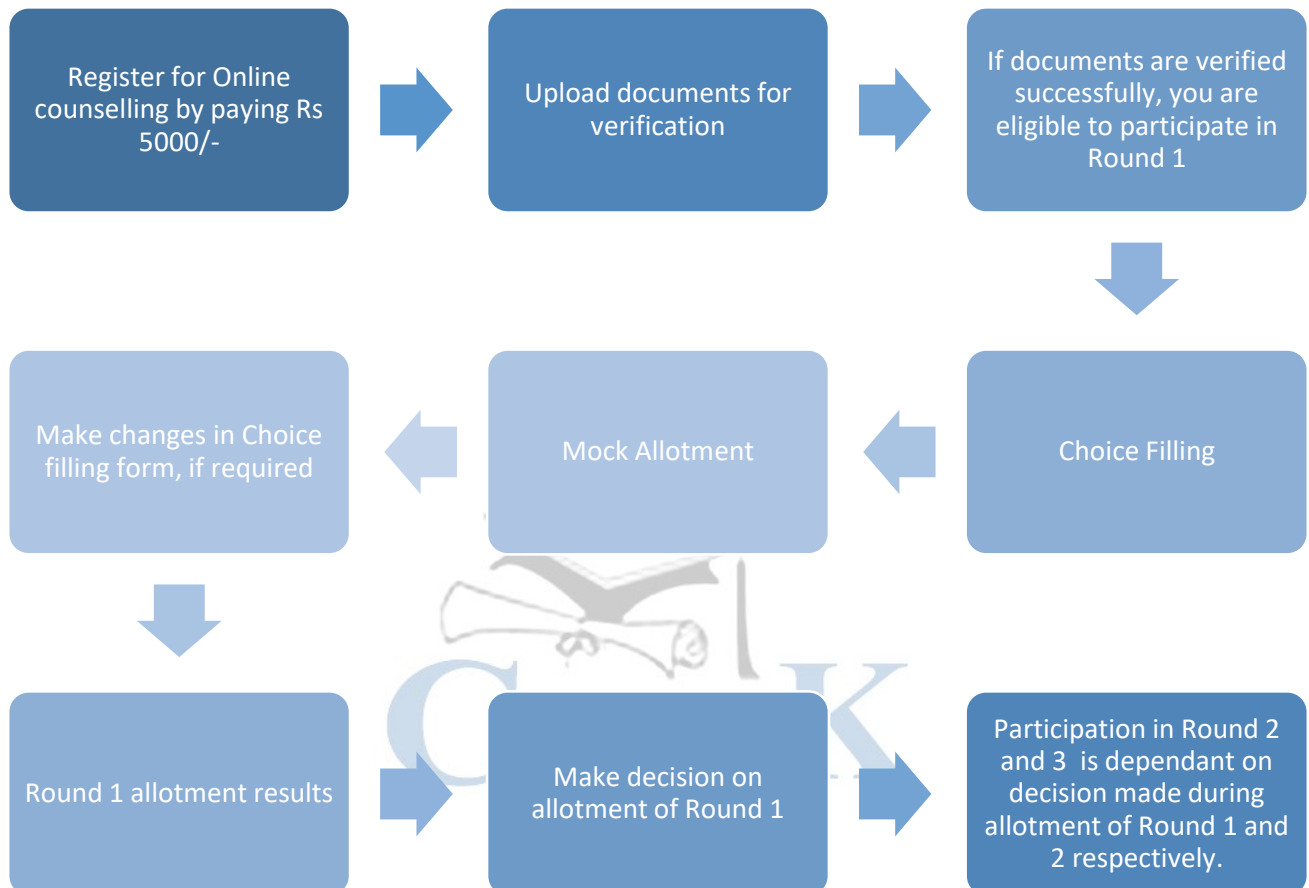 Register for Online
counselling by paying Rs
5000/-
Upload documents for
verification
If documents are verified
successfully, you are
eligible to participate in
Round 1
Choice Filling
Mock Allotment
Make changes in Choice
filling form, if required
Round 1 allotment results
Make decision on
allotment of Round 1
Participation in Round 2
and 3 is dependant on
decision made during
allotment of Round 1 and
2 respectively.
C K